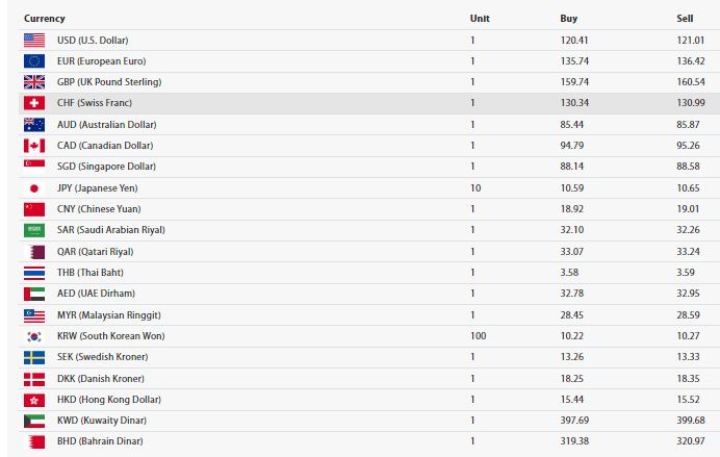 Currency Unit Buy Sell
USD (U.S. Dollar) 1 120.41 121.01
EUR (European Euro) 1 135.74 136.42
GBP (UK Pound Sterling) 1 159.74 160.54
CHF (Swiss Franc) 1 130.34 130.99
AUD (Australian Dollar) 1 85.44 85.87
CAD (Canadian Dollar) 1 94.79 95.26
SGD (Singapore Dollar) 1 88.14 88.58
JPY (Japanese Yen) 10 10.59 10.65
CNY (Chinese Yuan) 1 18.92 19.01
SAR (Saudi Arabian Riyal) 1 32.10 32.26
QAR (Qatari Riyal) 1 33.07 33.24
THB (Thai Baht) 1 3.58 3.59
AED (UAE Dirham) 1 32.78 32.95
MYR (Malaysian Ringgit) 1 28.45 28.59
KRW (South Korean Won) 100 10.22 10.27
SEK (Swedish Kroner) 1 13.26 13.33
DKK (Danish Kroner) 1 18.25 18.35
HKD (Hong Kong Dollar) 1 15.44 15.52
KWD (Kuwaity Dinar) 1 397.69 399.68
BHD (Bahrain Dinar) 1 319.38 320.97